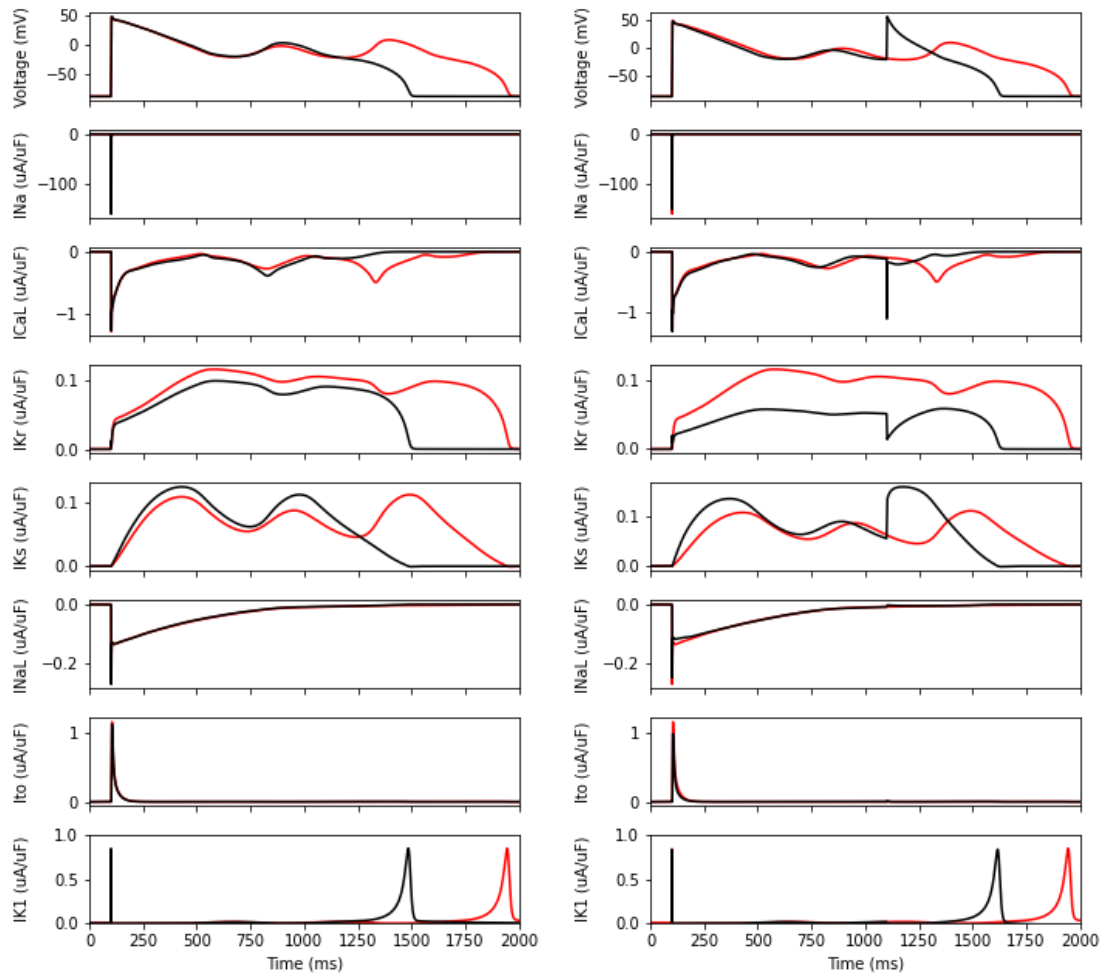 50
0
−50
Voltage (mV)
50
0
−50
Voltage (mV)
0
−100
INa (uA/uF)
0
−100
INa (uA/uF)
0
−1
ICaL (uA/uF)
0
−1
ICaL (uA/uF)
0.1
0.0
IKr (uA/uF)
0.1
0.0
IKr (uA/uF)
0.1
0.0
IKs (uA/uF)
0.1
0.0
IKs (uA/uF)
0.0
−0.2
INaL (uA/uF)
0.0
−0.2
INaL (uA/uF)
1
0
Ito (uA/uF)
1
0
Ito (uA/uF)
1.0
0.5
0.0
IK1 (uA/uF)
0 250 500 750 1000 1250 1500 1750 2000
Time (ms)
1.0
0.5
0.0
IK1 (uA/uF)
0 250 500 750 1000 1250 1500 1750 2000
Time (ms)